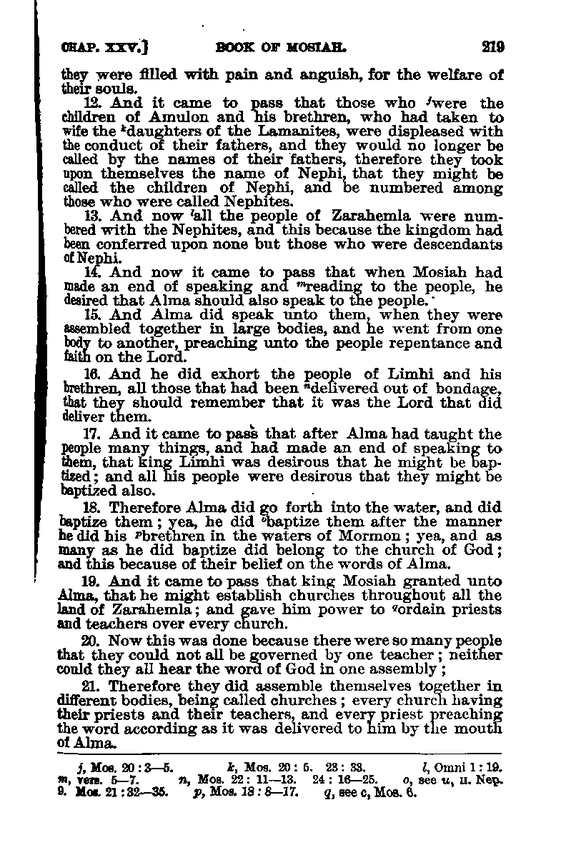 CHAP. XXV.]     BOOK OF MOSIAH.     219
they were filled with pain and anguish, for the welfare of
their souls.
12. And it came to pass that those who ʲwere the
children of Amulon and his brethren, who had taken to
wife the ᵏdaughters of the Lamanites, were displeased with
the conduct of their fathers, and they would no longer be
called by the names of their fathers, therefore they took
upon themselves the name of Nephi, that they might be
called the children of Nephi, and be numbered among
those who were called Nephites.
13. And now ˡall the people of Zarahemla were num-
bered with the Nephites, and this because the kingdom had
been conferred upon none but those who were descendants
of Nephi.
14. And now it came to pass that when Mosiah had
made an end of speaking and ᵐreading to the people, he
desired that Alma should also speak to the people.
15. And Alma did speak unto them, when they were
assembled together in large bodies, and he went from one
body to another, preaching unto the people repentance and
faith on the Lord.
16. And he did exhort the people of Limhi and his
brethren, all those that had been ⁿdelivered out of bondage,
that they should remember that it was the Lord that did
deliver them.
17. And it came to pass that after Alma had taught the
people many things, and had made an end of speaking to
them, that king Limhi was desirous that he might be bap-
tized; and all his people were desirous that they might be
baptized also.
18. Therefore Alma did go forth into the water, and did
baptize them; yea, he did ᵒbaptize them after the manner
he did his ᵖbrethren in the waters of Mormon; yea, and as
many as he did baptize did belong to the church of God;
and this because of their belief on the words of Alma.
19. And it came to pass that king Mosiah granted unto
Alma, that he might establish churches throughout all the
land of Zarahemla; and gave him power to qordain priests
and teachers over every church.
20. Now this was done because there were so many people
that they could not all be governed by one teacher; neither
could they all hear the word of God in one assembly;
21. Therefore they did assemble themselves together in
different bodies, being called churches; every church having
their priests and their teachers, and every priest preaching
the word according as it was delivered to him by the mouth
of Alma.
j, Mos. 20:3—5.     k, Mos. 20:5. 23:33.     l, Omni 1:19.
m, vers. 5—7.     n, Mos. 22:11—13. 24:16—25.     o, see u, II. Nep.
9. Mos. 21:32—35.     p, Mos. 18:8—17.     q, see c, Mos. 6.